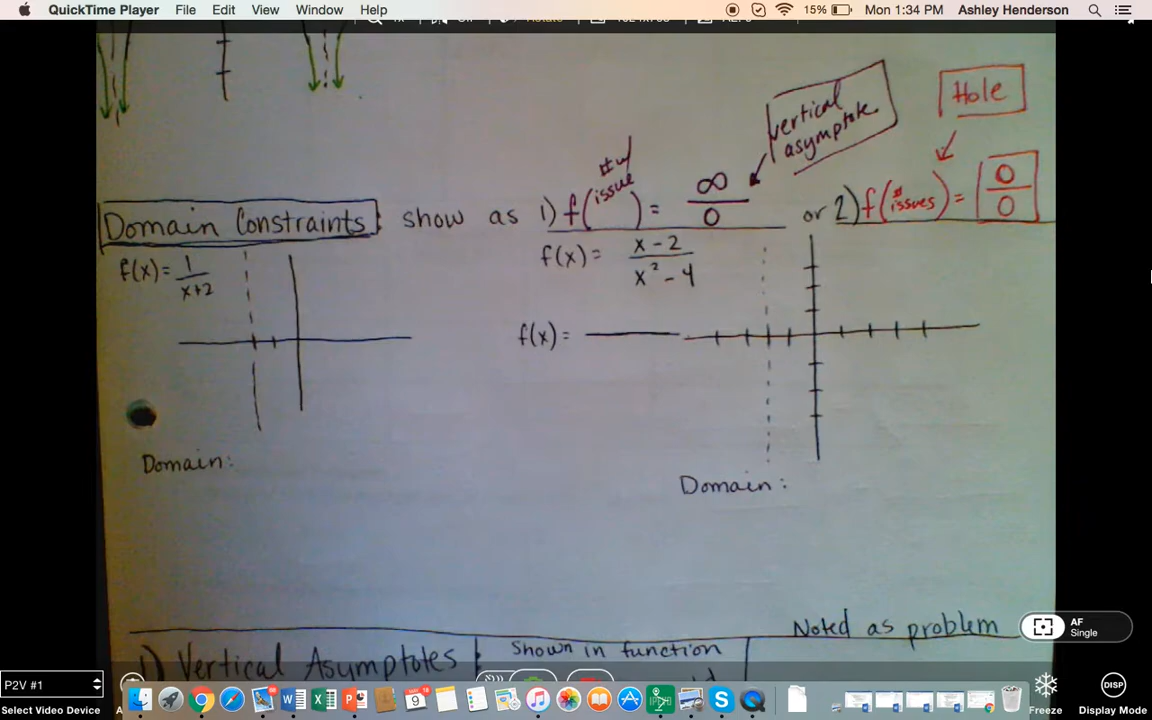 QuickTime Player File Edit View Window Help 15% Mon 1:34 PM Ashley Henderson
vertical asymptote
Hole
# w/ issue
Domain Constraints: show as 1) f( ) = ∞/0 or 2) f(# issues) = 0/0
f(x) = 1/(x+2)
f(x) = (x-2)/(x²-4)
f(x) =
Domain:
Domain:
Noted as problem
1) Vertical Asymptotes Shown in function
AF
Single
P2V #1
Select Video Device
Freeze
DISP
Display Mode